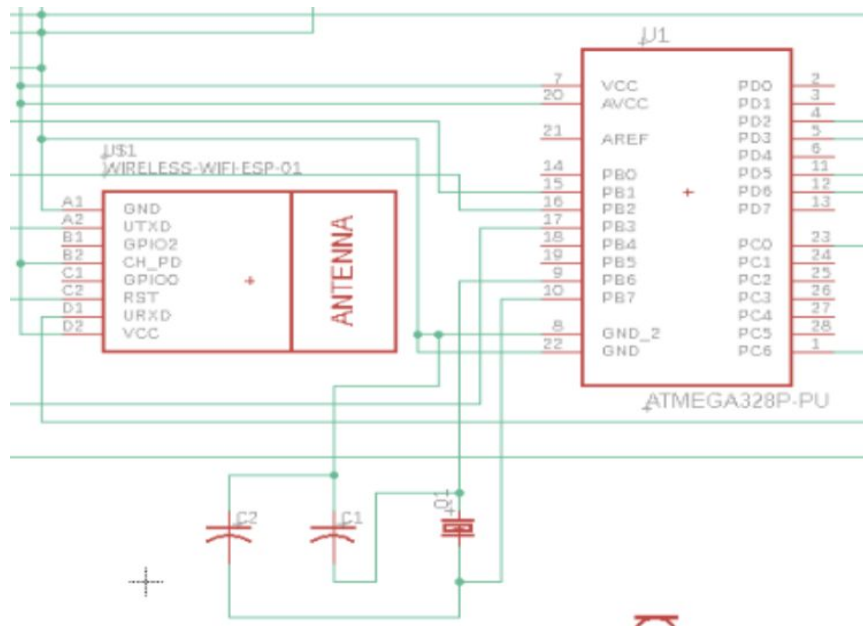 U1
7 VCC PD0 2
20 AVCC PD1 3
PD2 4
21 AREF PD3 5
PD4 6
14 PB0 PD5 11
15 PB1 PD6 12
16 PB2 PD7 13
17 PB3
18 PB4 PC0 23
19 PB5 PC1 24
9 PB6 PC2 25
10 PB7 PC3 26
PC4 27
8 GND_2 PC5 28
22 GND PC6 1
ATMEGA328P-PU
U$1
WIRELESS-WIFI-ESP-01
A1 GND
A2 UTXD
B1 GPIO2
B2 CH_PD
C1 GPIO0
C2 RST
D1 URXD
D2 VCC
ANTENNA
C2
C1
Q1